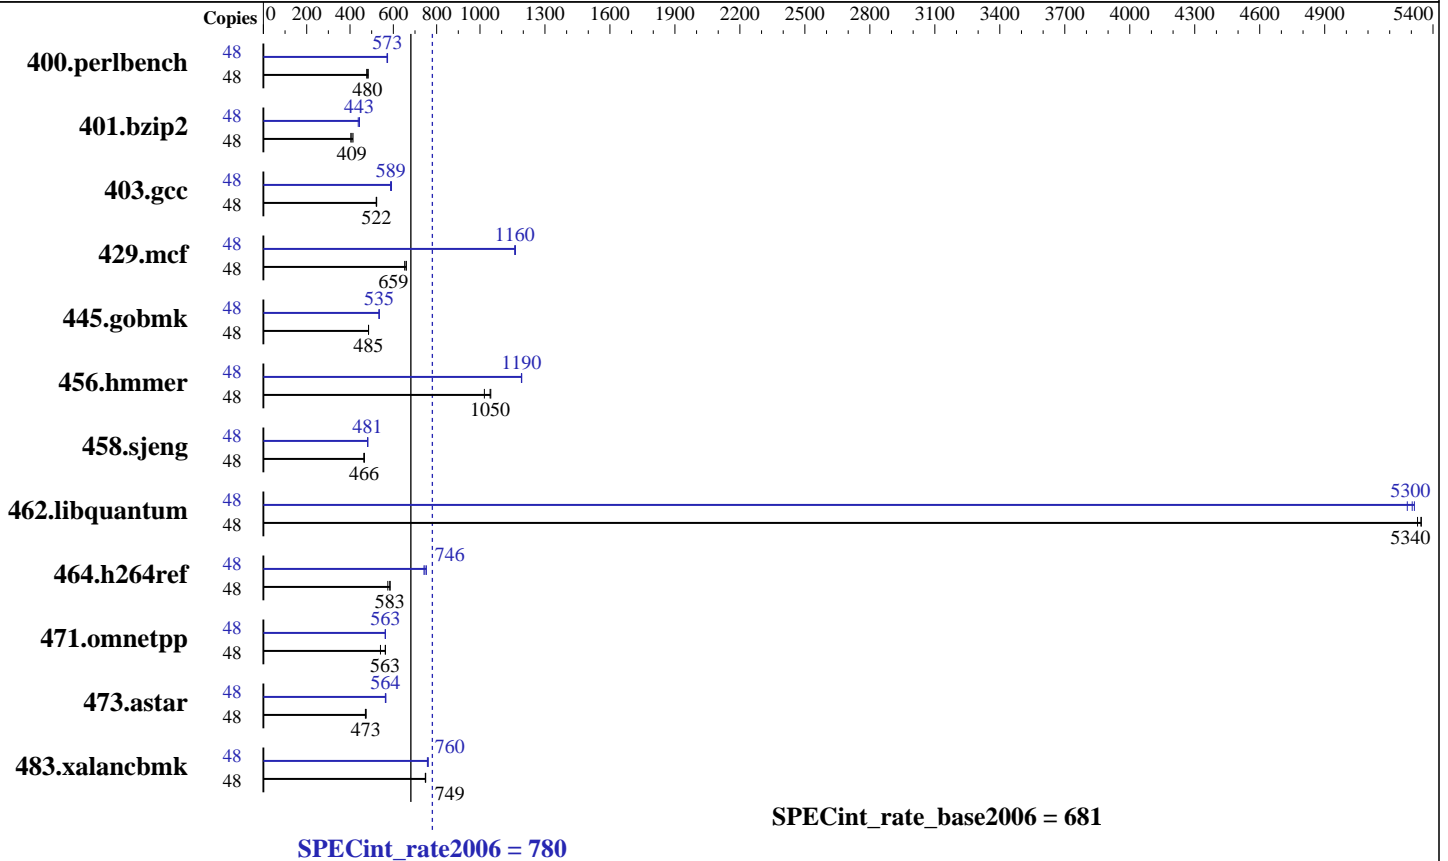 Copies 0 200 400 600 800 1000 1300 1600 1900 2200 2500 2800 3100 3400 3700 4000 4300 4600 4900 5400
573
400.perlbench 48
48
480
443
401.bzip2 48
48
409
589
403.gcc 48
48
522
1160
429.mcf 48
48
659
535
445.gobmk 48
48
485
1190
456.hmmer 48
48
1050
481
458.sjeng 48
48
466
5300
462.libquantum 48
48
5340
746
464.h264ref 48
48
583
563
471.omnetpp 48
48
563
564
473.astar 48
48
473
760
483.xalancbmk 48
48
749
SPECint_rate_base2006 = 681
SPECint_rate2006 = 780